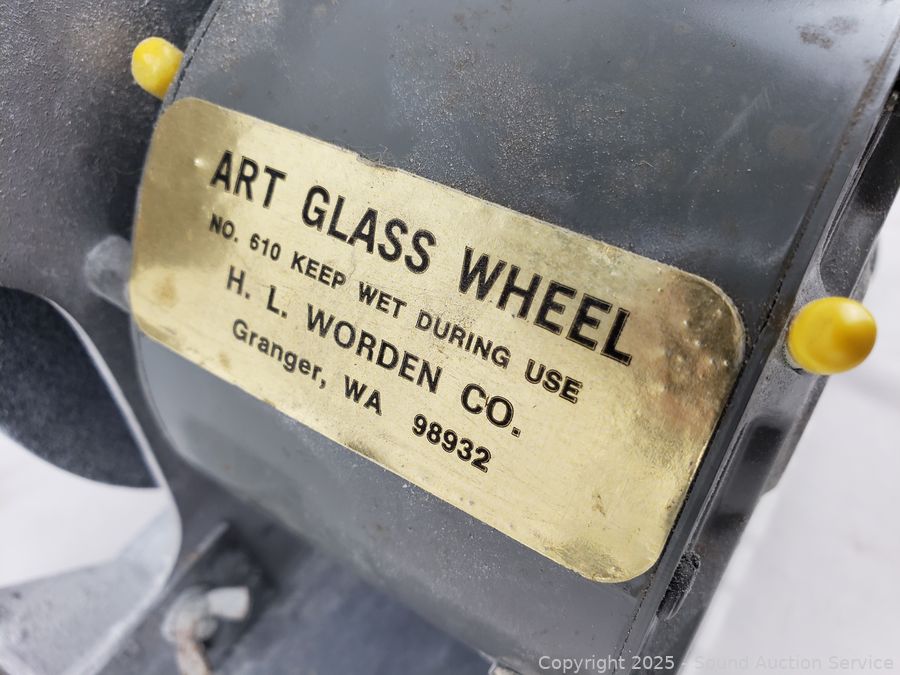 ART GLASS WHEEL
NO. 610 KEEP WET DURING USE
H. L. WORDEN CO.
Granger, WA 98932
Copyright 2025 - Sound Auction Service